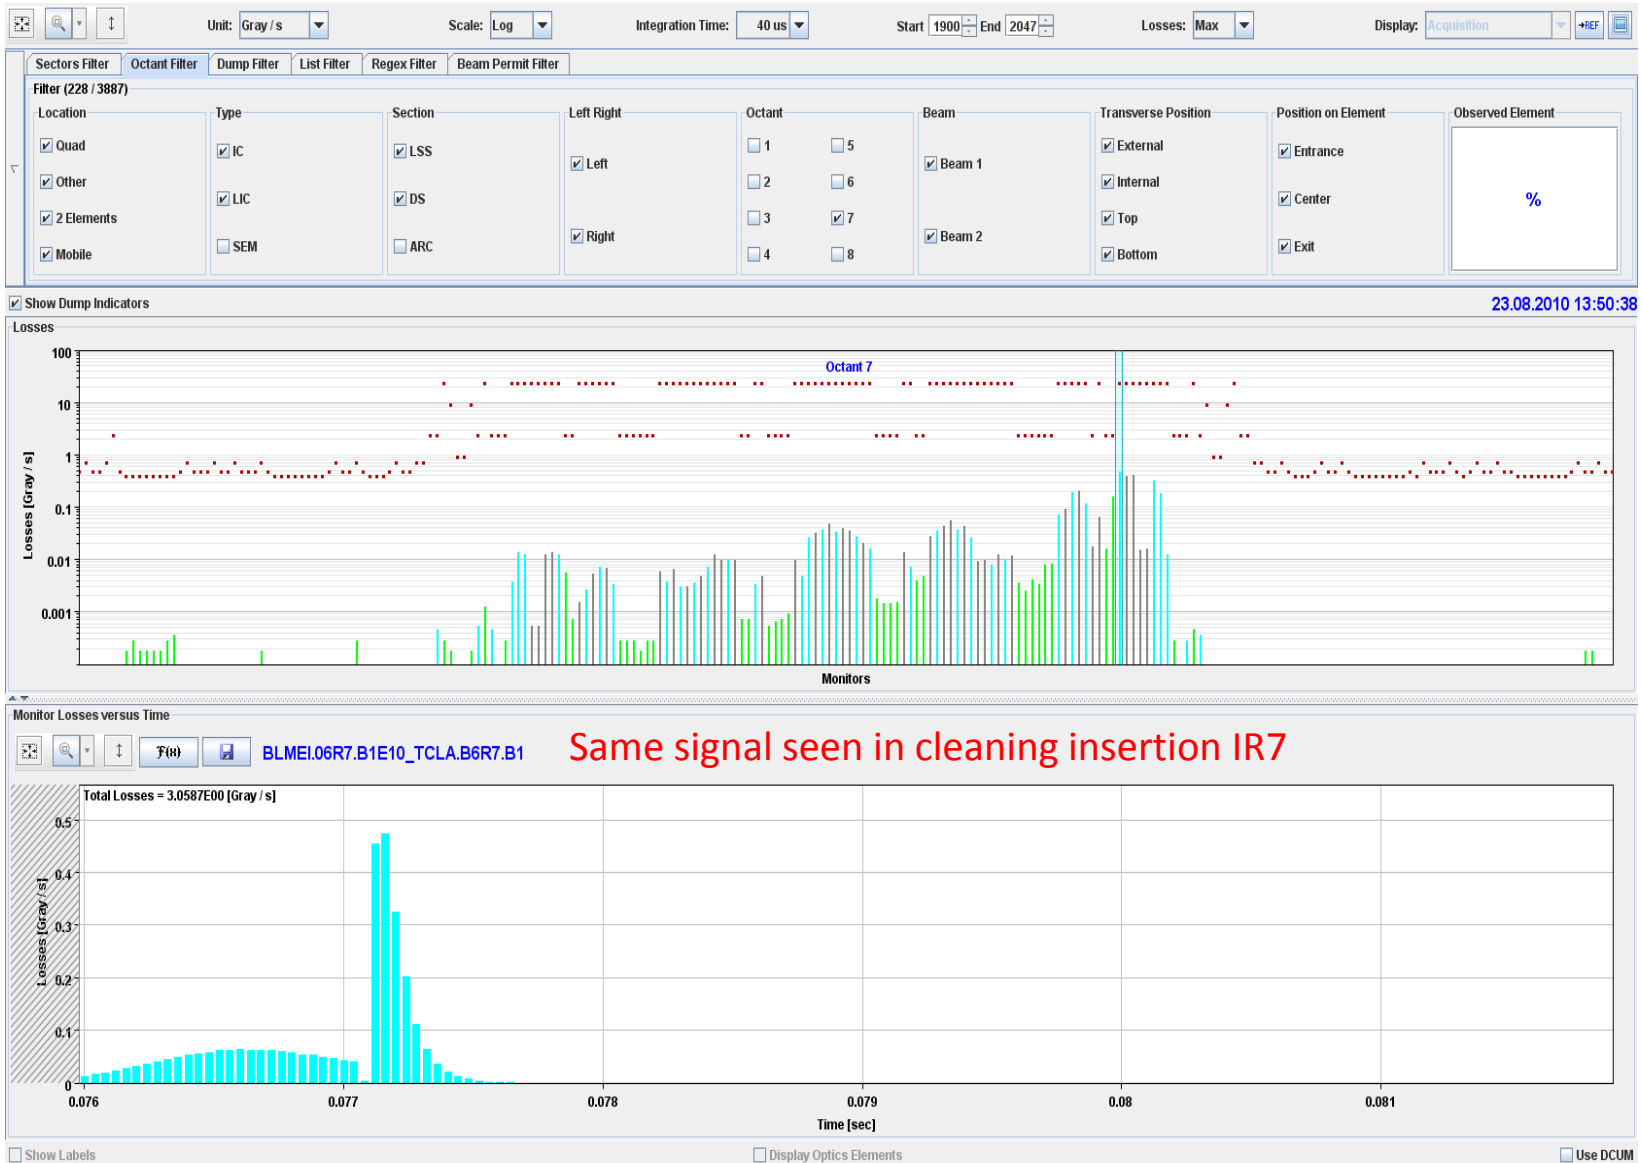 Unit: Gray / s Scale: Log Integration Time: 40 us Start 1900 End 2047 Losses: Max Display: Acquisition →REF
Sectors Filter Octant Filter Dump Filter List Filter Regex Filter Beam Permit Filter
Filter (228 / 3887)
Location Type Section Left Right Octant Beam Transverse Position Position on Element Observed Element
Quad IC LSS Left 1 5 Beam 1 External Entrance
Other LIC DS 2 6 Internal Center %
2 Elements 3 7 Top
Mobile SEM ARC Right 4 8 Beam 2 Bottom Exit
Show Dump Indicators 23.08.2010 13:50:38
Losses
Octant 7
100
10
1
0.1
0.01
0.001
Losses [Gray / s]
Monitors
Monitor Losses versus Time
F(x) BLMEI.06R7.B1E10_TCLA.B6R7.B1 Same signal seen in cleaning insertion IR7
Total Losses = 3.0587E00 [Gray / s]
0.5
0.4
0.3
0.2
0.1
0
Losses [Gray / s]
0.076 0.077 0.078 0.079 0.08 0.081
Time [sec]
Show Labels Display Optics Elements Use DCUM